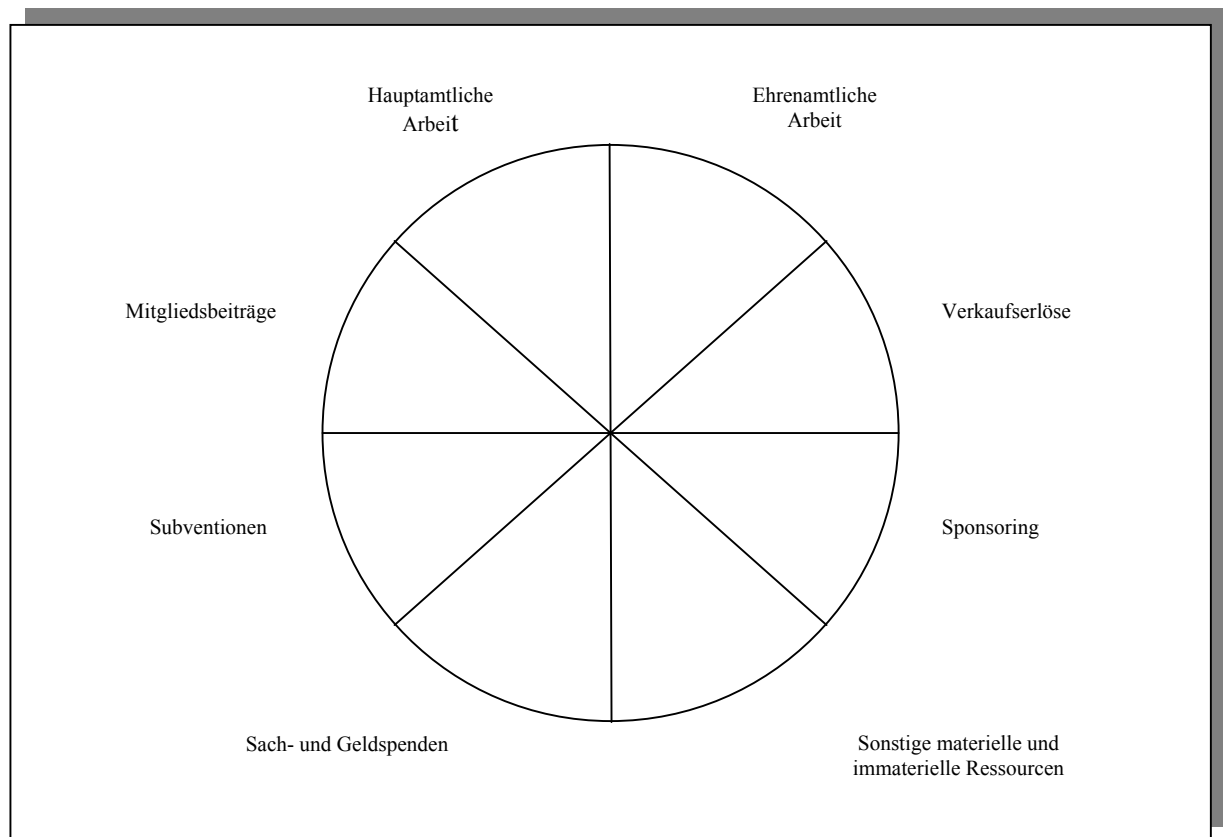 Hauptamtliche
Arbeit
Ehrenamtliche
Arbeit
Mitgliedsbeiträge
Verkaufserlöse
Subventionen
Sponsoring
Sach- und Geldspenden
Sonstige materielle und
immaterielle Ressourcen